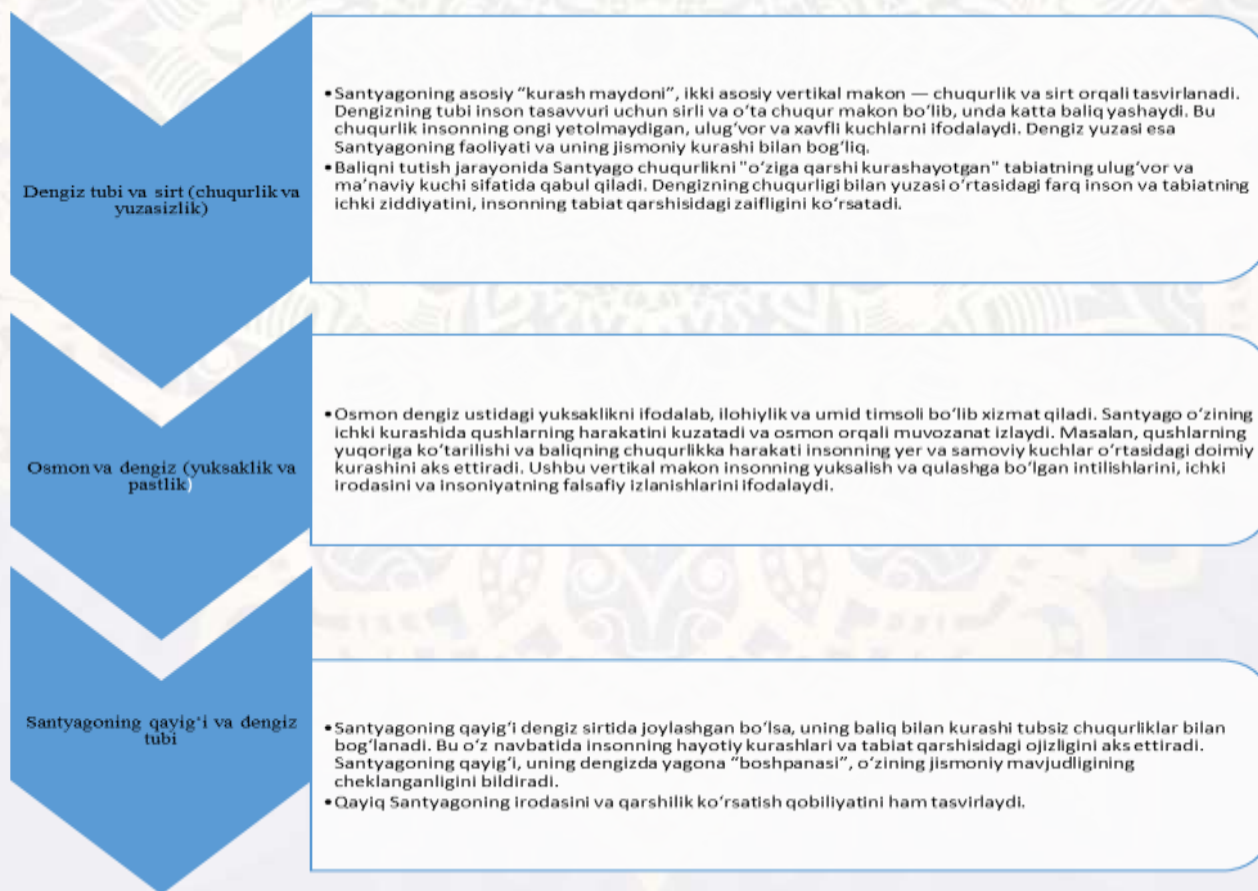 Dengiz tubi va sirt (chuqurlik va
yuzasizlik)
•Santyagoning asosiy “kurash maydoni”, ikki asosiy vertikal makon — chuqurlik va sirt orqali tasvirlanadi.
Dengizning tubi inson tasavvuri uchun sirli va o‘ta chuqur makon bo‘lib, unda katta baliq yashaydi. Bu
chuqurlik insonning ongi yetolmaydigan, ulug‘vor va xavfli kuchlarni ifodalaydi. Dengiz yuzasi esa
Santyagoning faoliyati va uning jismoniy kurashi bilan bog‘liq.
•Baliqni tutish jarayonida Santyago chuqurlikni "o‘ziga qarshi kurashayotgan" tabiatning ulug‘vor va
ma’naviy kuchi sifatida qabul qiladi. Dengizning chuqurligi bilan yuzasi o‘rtasidagi farq inson va tabiatning
ichki ziddiyatini, insonning tabiat qarshisidagi zaifligini ko‘rsatadi.
Osmon va dengiz (yuksaklik va
pastlik)
•Osmon dengiz ustidagi yuksaklikni ifodalab, ilohiylik va umid timsoli bo‘lib xizmat qiladi. Santyago o‘zining
ichki kurashida qushlarning harakatini kuzatadi va osmon orqali muvozanat izlaydi. Masalan, qushlarning
yuqoriga ko‘tarilishi va baliqning chuqurlikka harakati insonning yer va samoviy kuchlar o‘rtasidagi doimiy
kurashini aks ettiradi. Ushbu vertikal makon insonning yuksalish va qulashga bo‘lgan intilishlarini, ichki
irodasini va insoniyatning falsafiy izlanishlarini ifodalaydi.
Santyagoning qayig‘i va dengiz
tubi
•Santyagoning qayig‘i dengiz sirtida joylashgan bo‘lsa, uning baliq bilan kurashi tubsiz chuqurliklar bilan
bog‘lanadi. Bu o‘z navbatida insonning hayotiy kurashlari va tabiat qarshisidagi ojizligini aks ettiradi.
Santyagoning qayig‘i, uning dengizda yagona “boshpanasi”, o‘zining jismoniy mavjudligining
cheklanganligini bildiradi.
•Qayiq Santyagoning irodasini va qarshilik ko‘rsatish qobiliyatini ham tasvirlaydi.